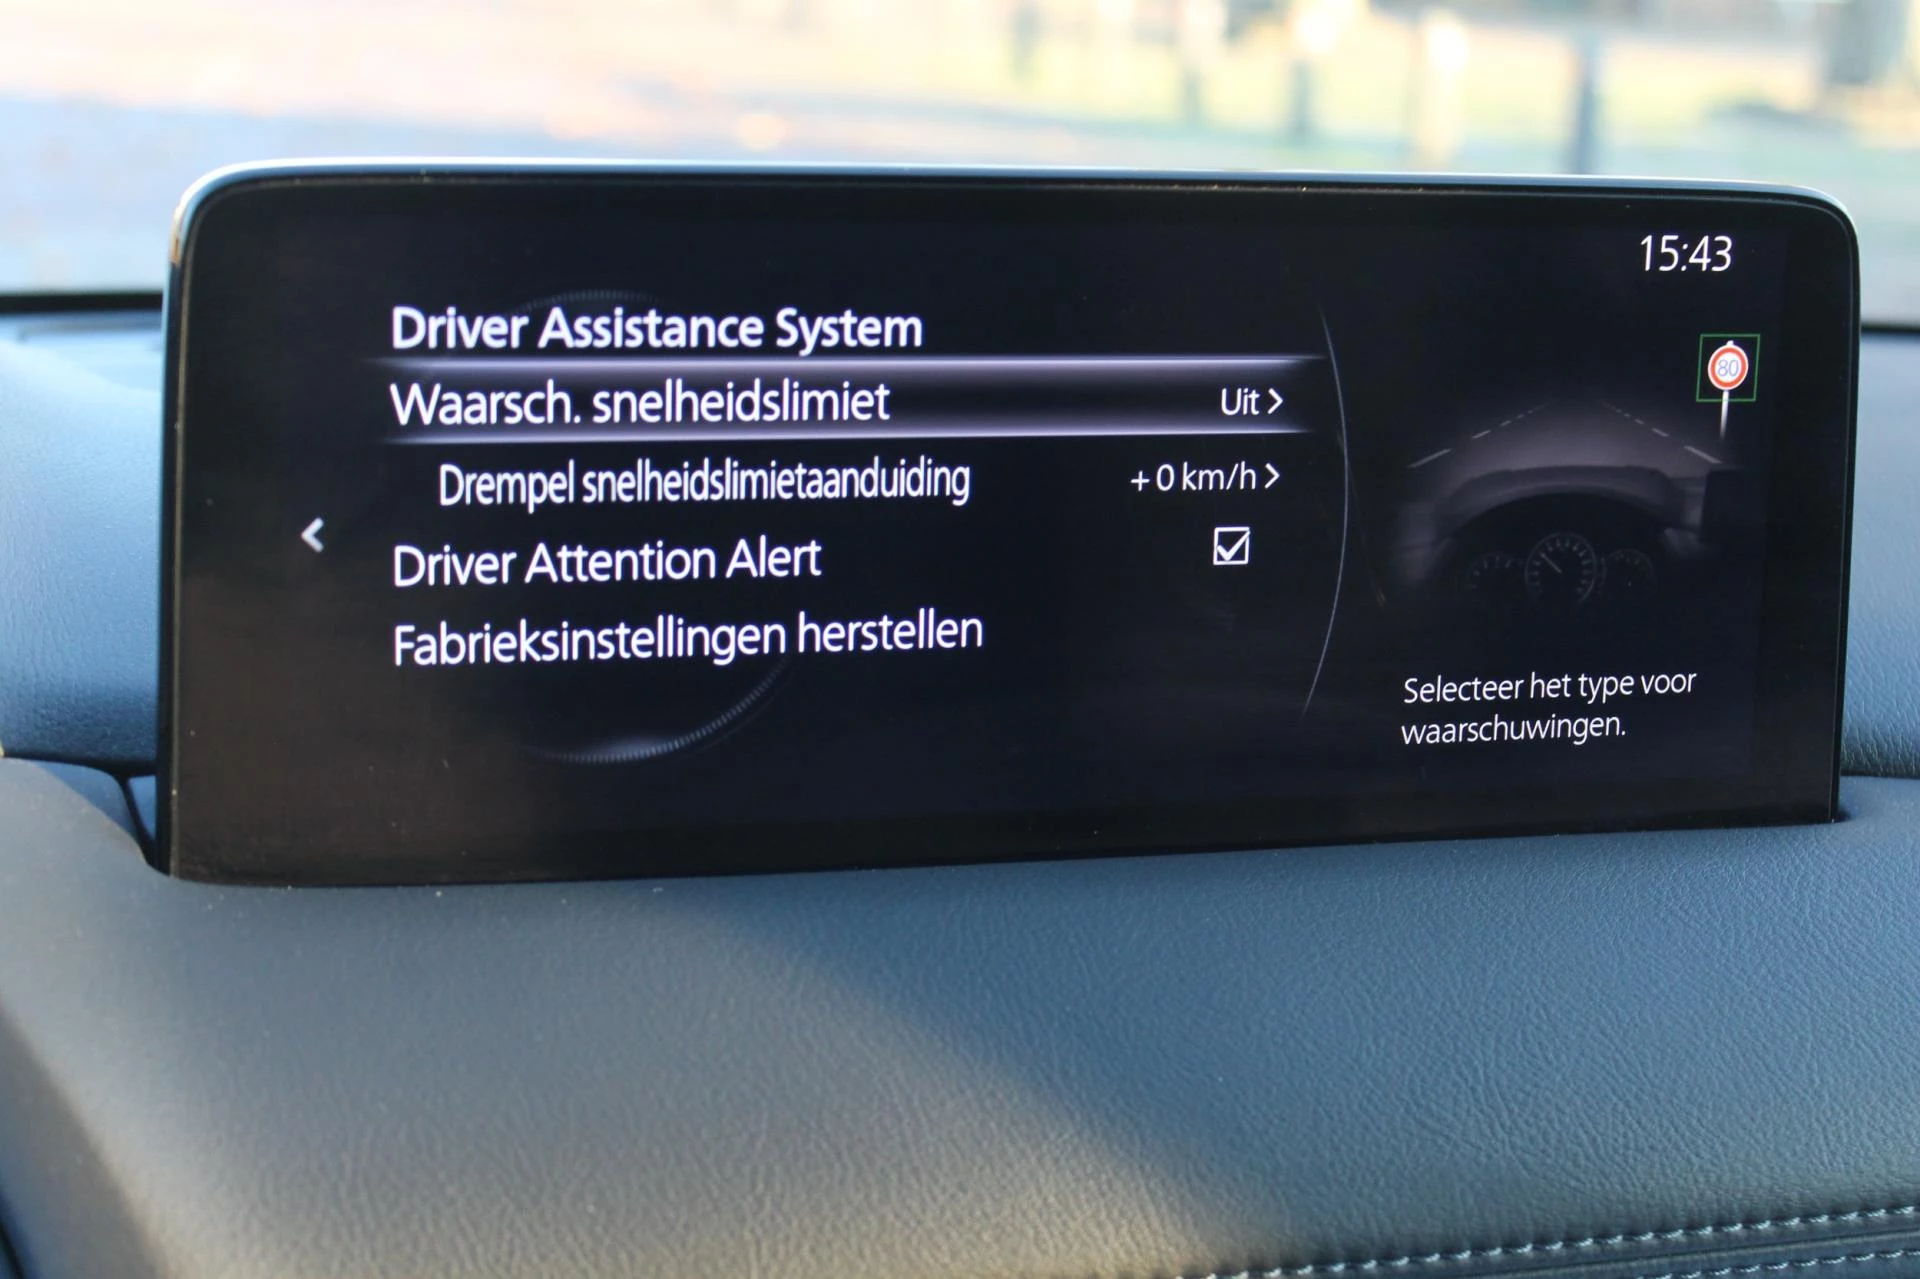 15:43
Driver Assistance System
Waarsch. snelheidslimiet Uit >
Drempel snelheidslimietaanduiding +0 km/h >
Driver Attention Alert
Fabrieksinstellingen herstellen
80
Selecteer het type voor
waarschuwingen.